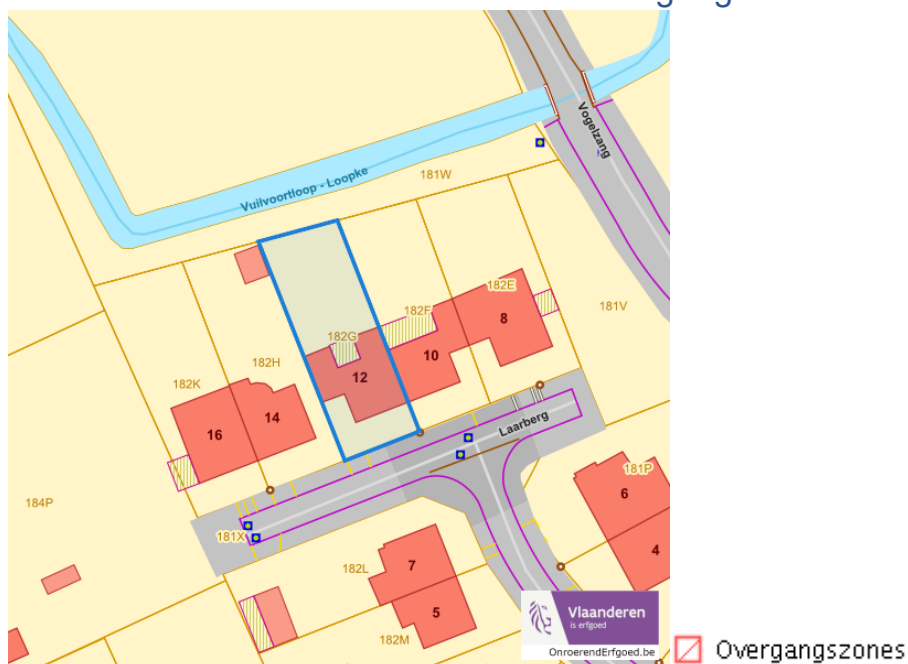 Vogelzang
Vuilvoortloop - Loopke
181W
182E
182F
181V
8
182G
10
182H
12
182K
14
16
Laarberg
181P
6
184P
4
181X
7
182L
5
182M
Vlaanderen
is erfgoed
OnroerendErfgoed.be
Overgangszones